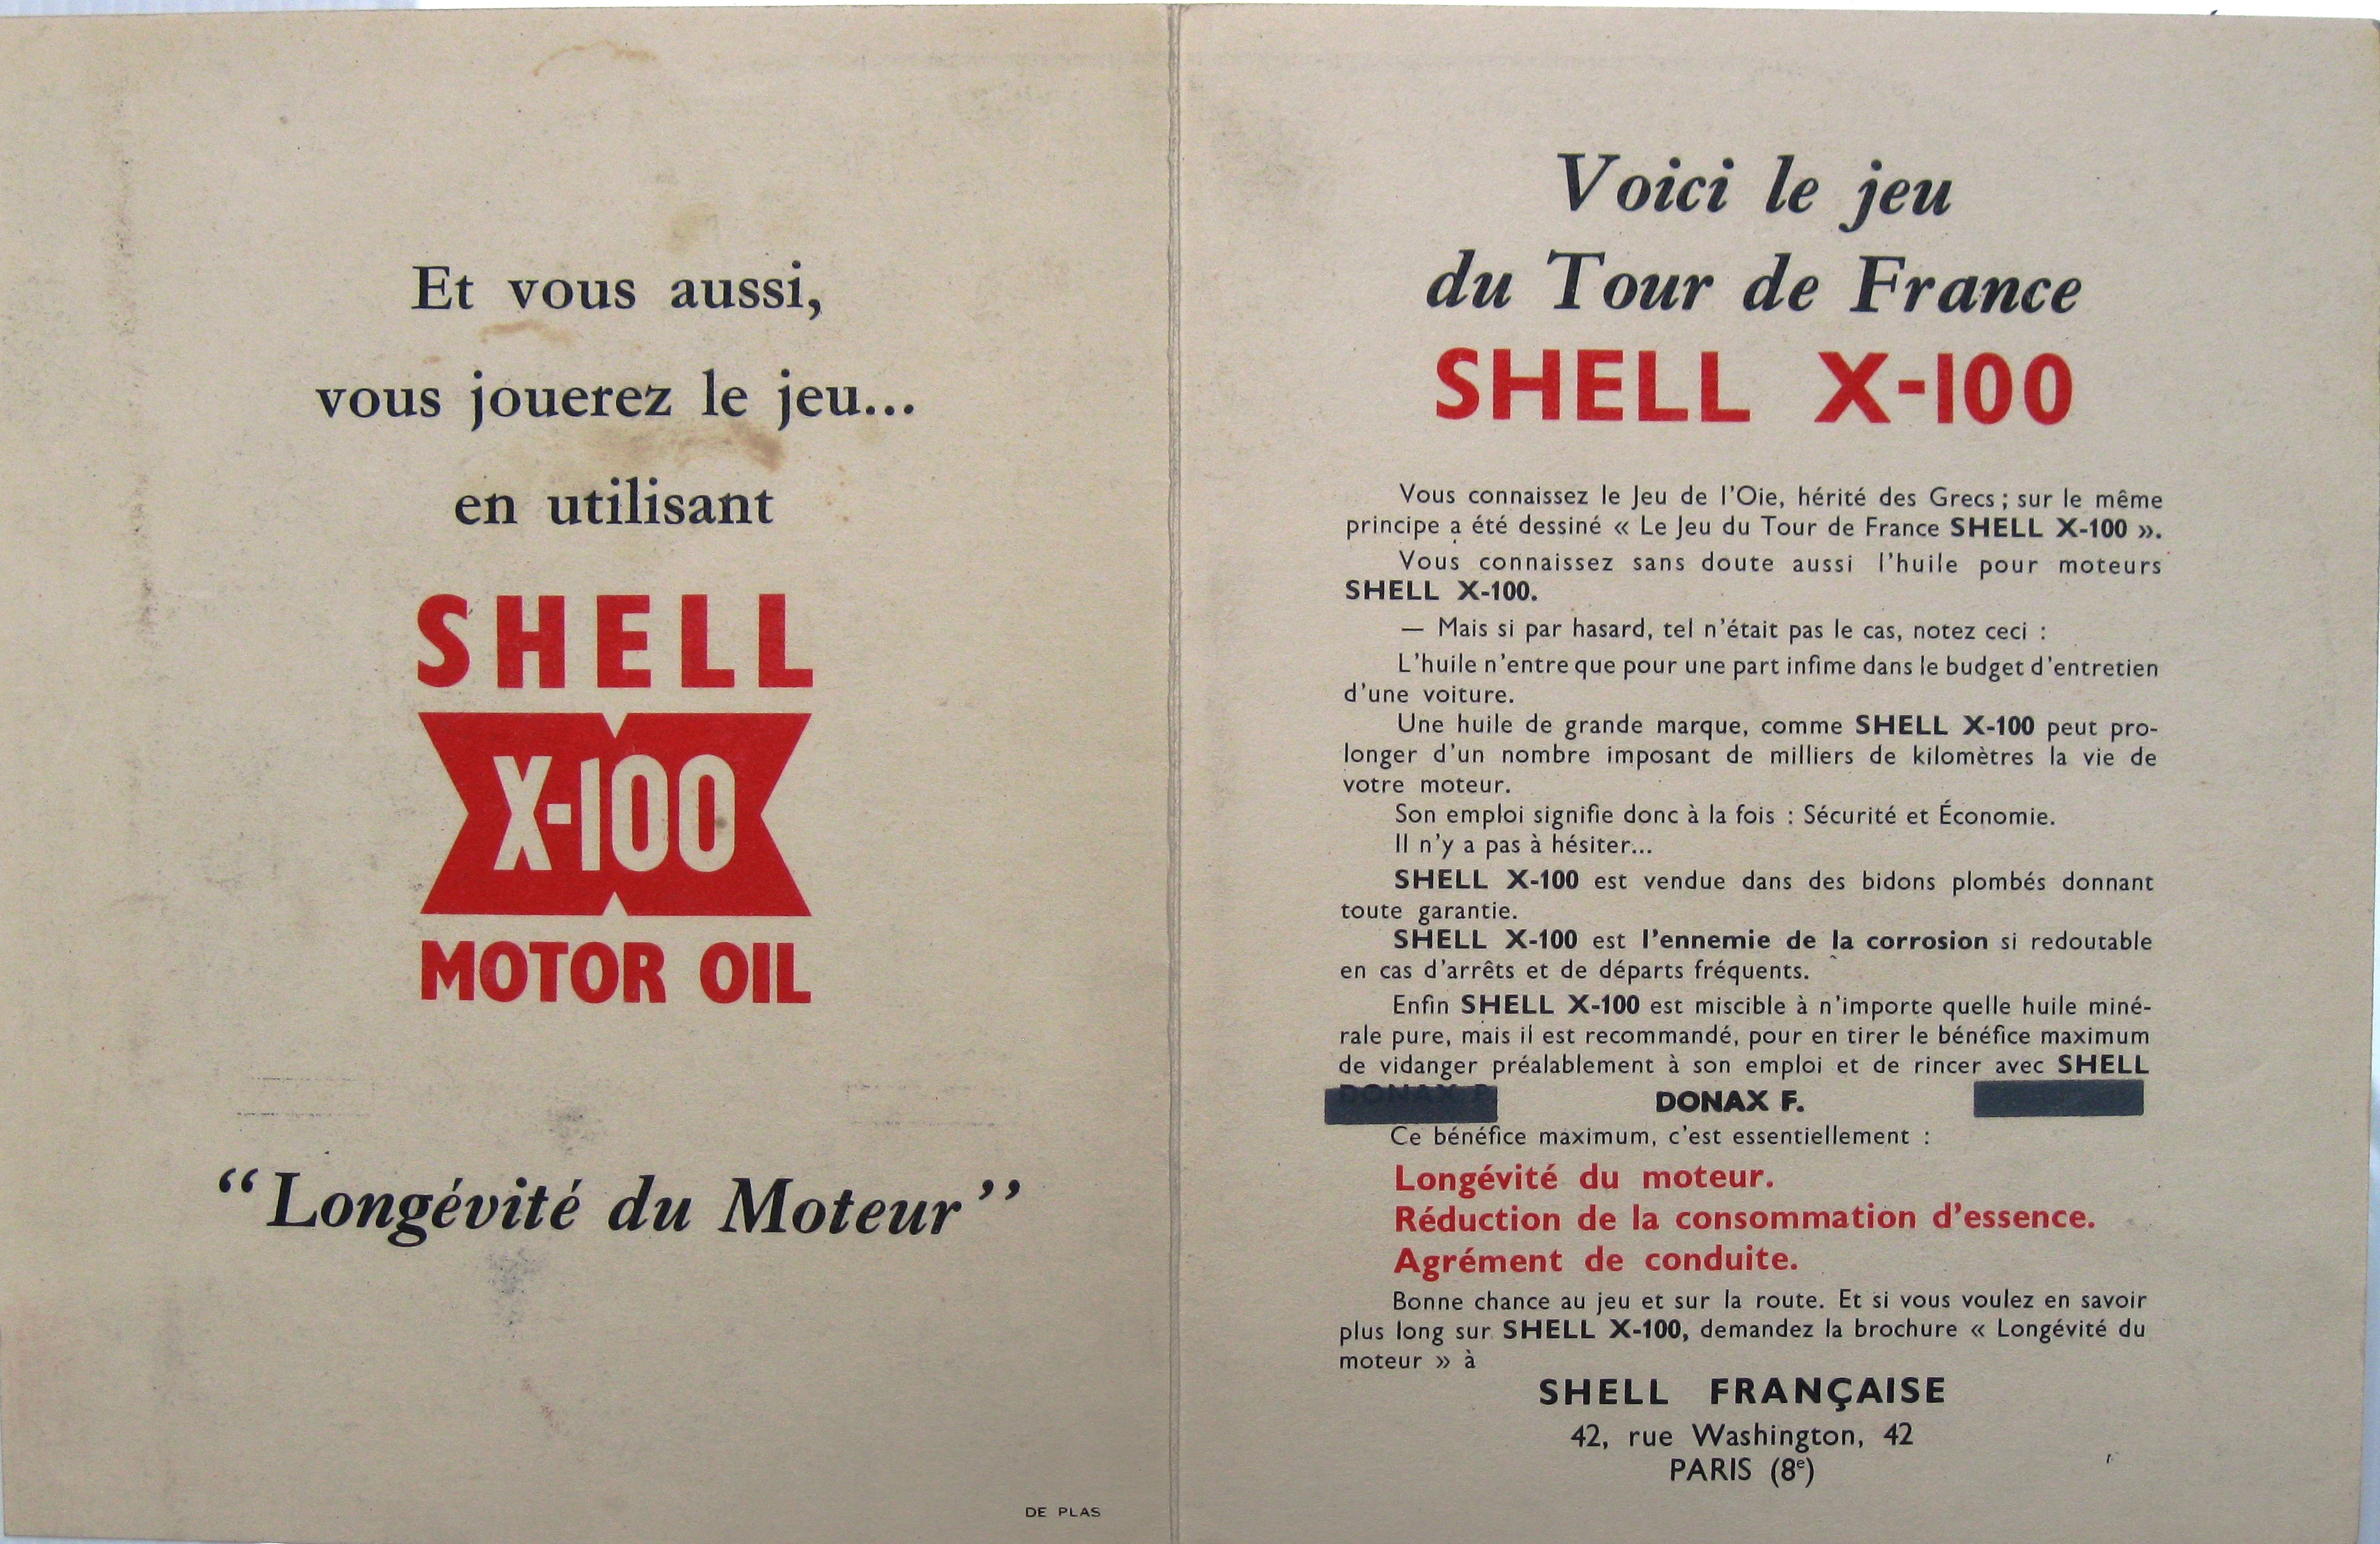 Et vous aussi,
vous jouerez le jeu...
en utilisant
SHELL
X-100
MOTOR OIL
“Longévité du Moteur”
DE PLAS
Voici le jeu
du Tour de France
SHELL X-100
Vous connaissez le Jeu de l'Oie, hérité des Grecs ; sur le même
principe a été dessiné « Le Jeu du Tour de France SHELL X-100 ».
Vous connaissez sans doute aussi l'huile pour moteurs
SHELL X-100.
— Mais si par hasard, tel n'était pas le cas, notez ceci :
L'huile n'entre que pour une part infime dans le budget d'entretien
d'une voiture.
Une huile de grande marque, comme SHELL X-100 peut pro-
longer d'un nombre imposant de milliers de kilomètres la vie de
votre moteur.
Son emploi signifie donc à la fois : Sécurité et Économie.
Il n'y a pas à hésiter...
SHELL X-100 est vendue dans des bidons plombés donnant
toute garantie.
SHELL X-100 est l'ennemie de la corrosion si redoutable
en cas d'arrêts et de départs fréquents.
Enfin SHELL X-100 est miscible à n'importe quelle huile miné-
rale pure, mais il est recommandé, pour en tirer le bénéfice maximum
de vidanger préalablement à son emploi et de rincer avec SHELL
DONAX F.
Ce bénéfice maximum, c'est essentiellement :
Longévité du moteur.
Réduction de la consommation d'essence.
Agrément de conduite.
Bonne chance au jeu et sur la route. Et si vous voulez en savoir
plus long sur SHELL X-100, demandez la brochure « Longévité du
moteur » à
SHELL FRANÇAISE
42, rue Washington, 42
PARIS (8e)